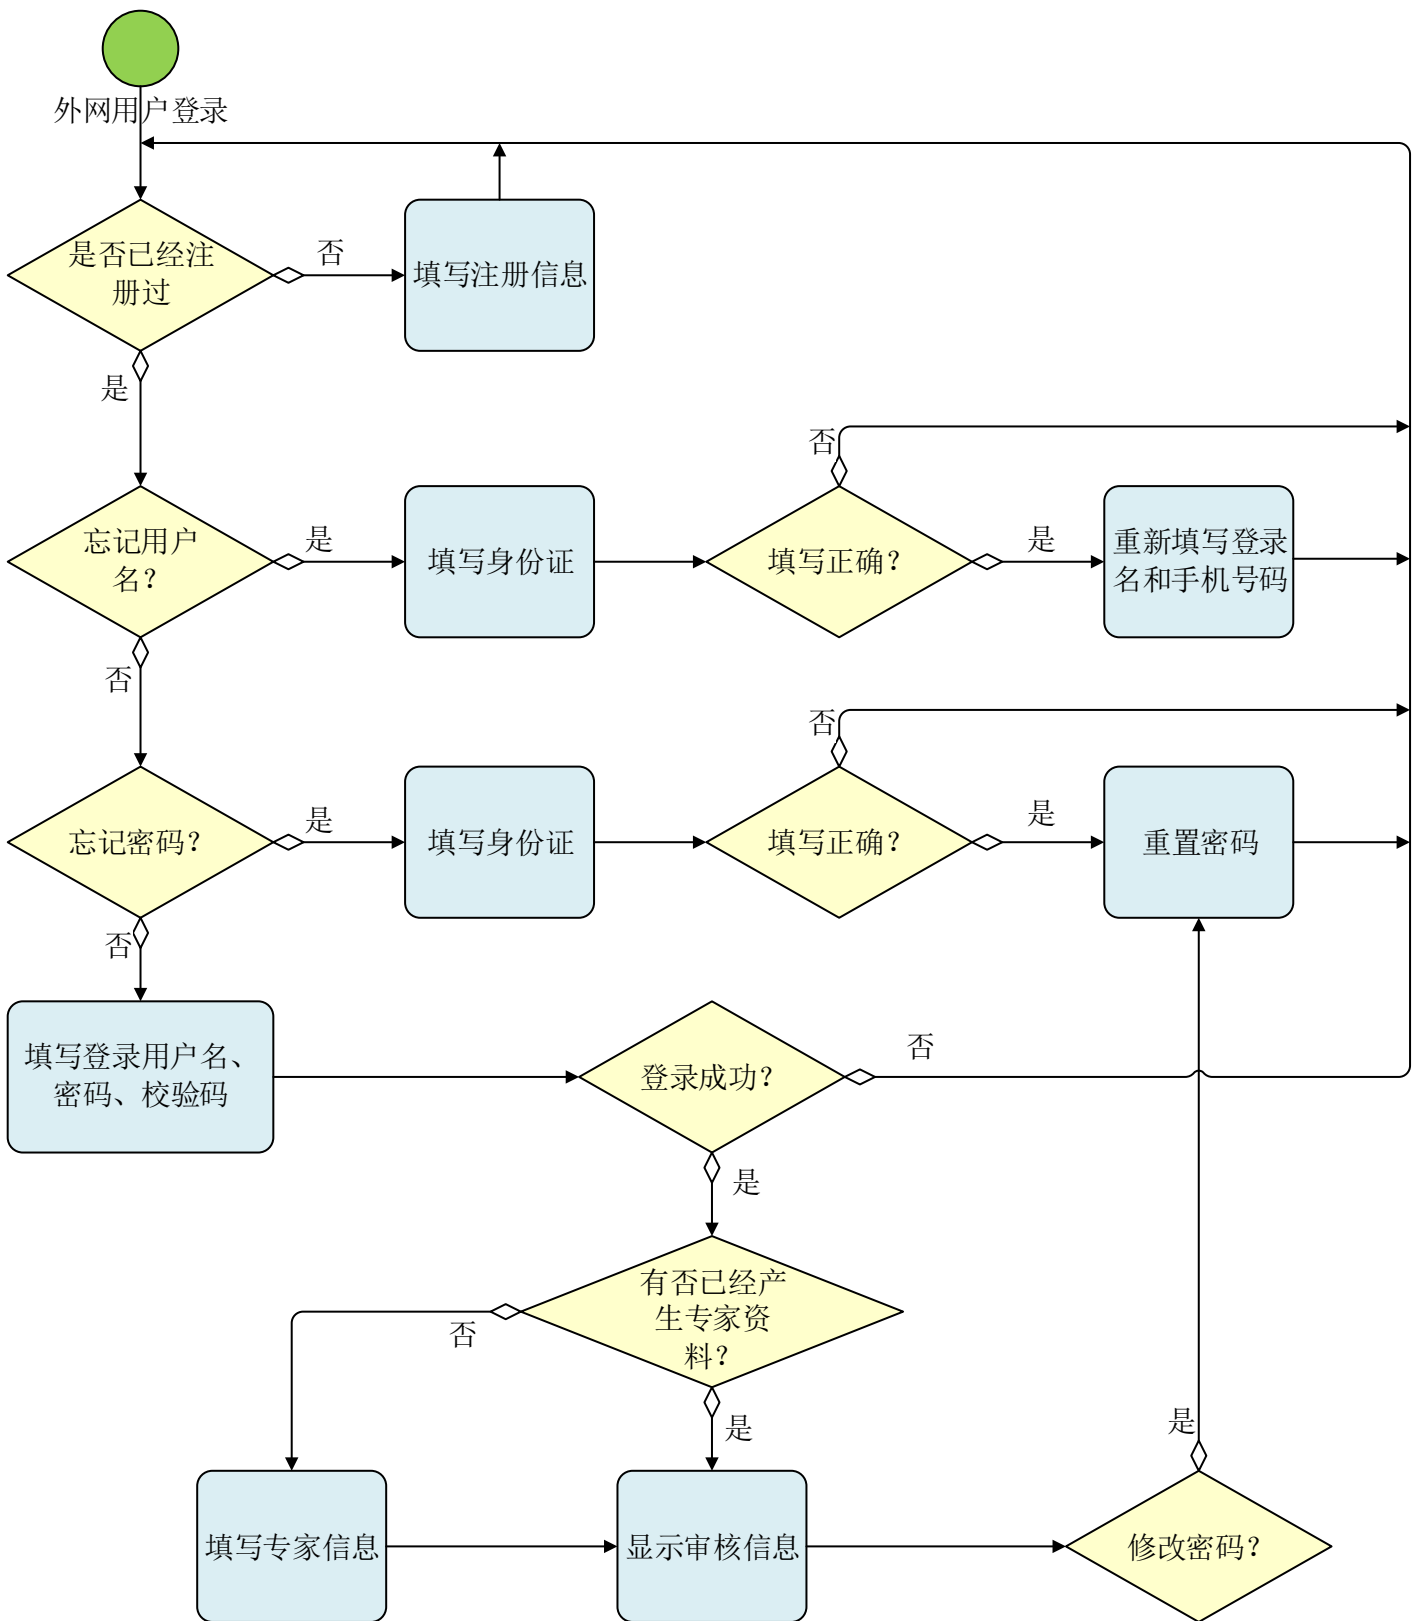 外网用户登录
是否已经注
册过
否
填写注册信息
是
否
忘记用户
名？
是
填写身份证
填写正确？
是
重新填写登录
名和手机号码
否
否
忘记密码？
是
填写身份证
填写正确？
是
重置密码
否
填写登录用户名、
密码、校验码
登录成功？
否
是
有否已经产
生专家资
料？
否
是
是
填写专家信息
显示审核信息
修改密码？